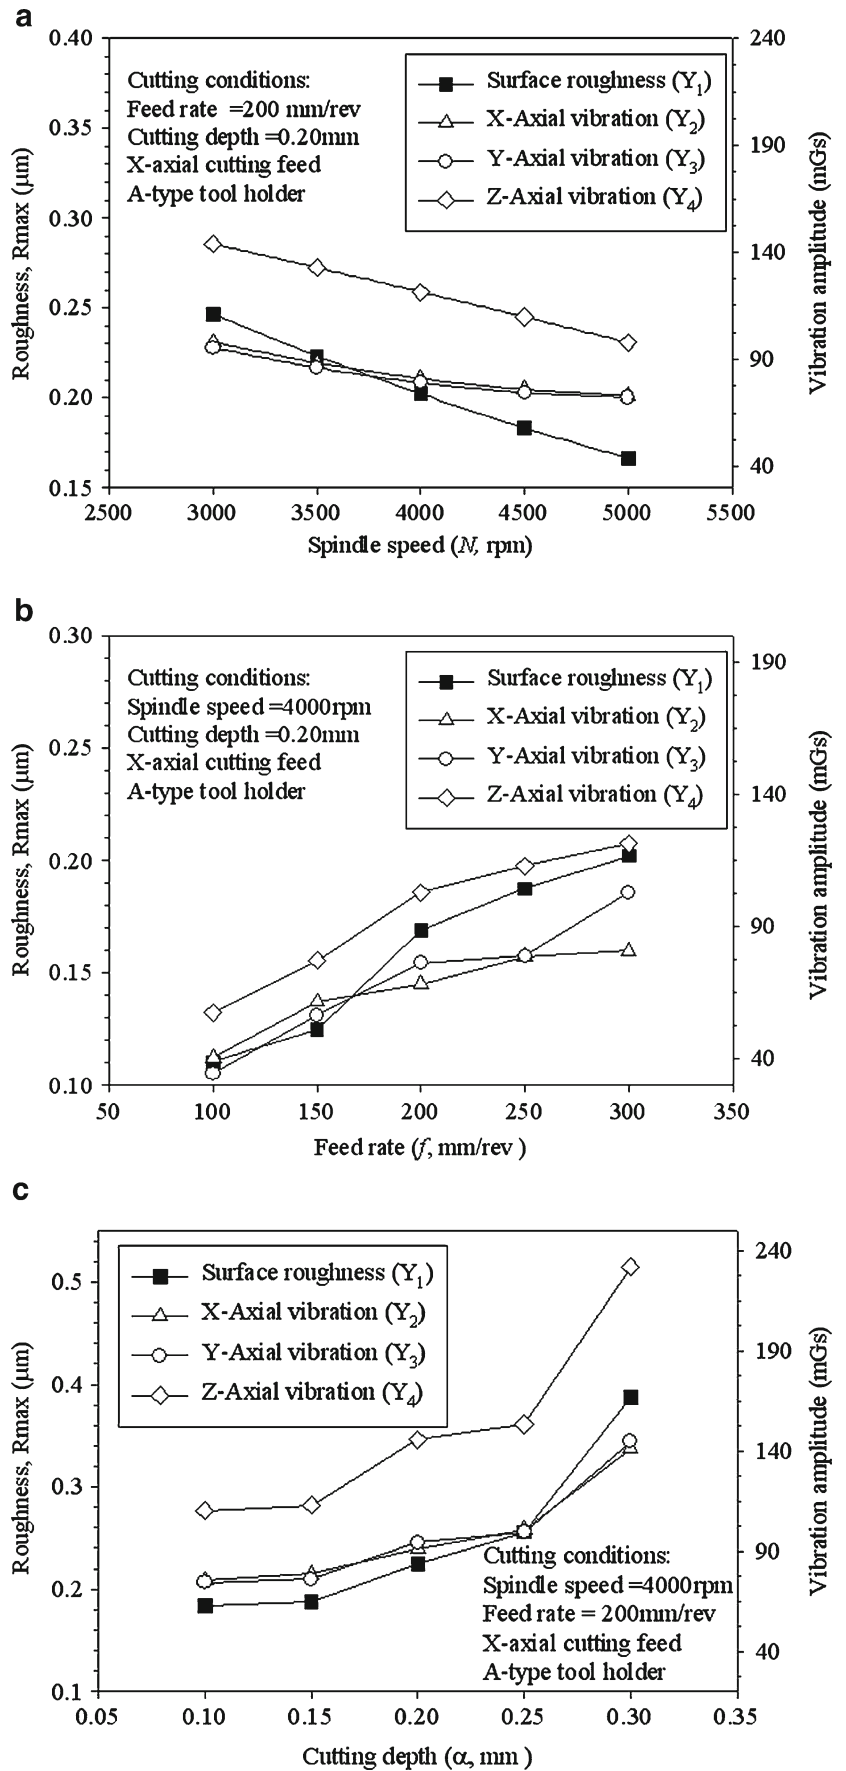 a
0.40
0.35
0.30
0.25
0.20
0.15
Roughness, Rmax (μm)
Cutting conditions:
Feed rate =200 mm/rev
Cutting depth =0.20mm
X-axial cutting feed
A-type tool holder
Surface roughness (Y1)
X-Axial vibration (Y2)
Y-Axial vibration (Y3)
Z-Axial vibration (Y4)
240
190
140
90
40
Vibration amplitude (mGs)
2500 3000 3500 4000 4500 5000 5500
Spindle speed (N, rpm)
b
0.30
0.25
0.20
0.15
0.10
Roughness, Rmax (μm)
Cutting conditions:
Spindle speed =4000rpm
Cutting depth =0.20mm
X-axial cutting feed
A-type tool holder
Surface roughness (Y1)
X-Axial vibration (Y2)
Y-Axial vibration (Y3)
Z-Axial vibration (Y4)
190
140
90
40
Vibration amplitude (mGs)
50 100 150 200 250 300 350
Feed rate (f, mm/rev )
c
0.5
0.4
0.3
0.2
0.1
Roughness, Rmax (μm)
Surface roughness (Y1)
X-Axial vibration (Y2)
Y-Axial vibration (Y3)
Z-Axial vibration (Y4)
Cutting conditions:
Spindle speed =4000rpm
Feed rate = 200mm/rev
X-axial cutting feed
A-type tool holder
240
190
140
90
40
Vibration amplitude (mGs)
0.05 0.10 0.15 0.20 0.25 0.30 0.35
Cutting depth (α, mm )